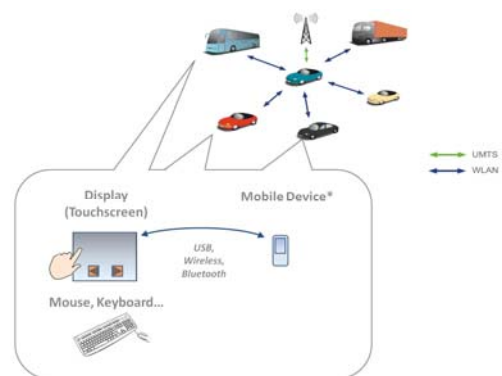 UMTS
WLAN
Display
(Touchscreen)
Mobile Device*
USB,
Wireless,
Bluetooth
Mouse, Keyboard...